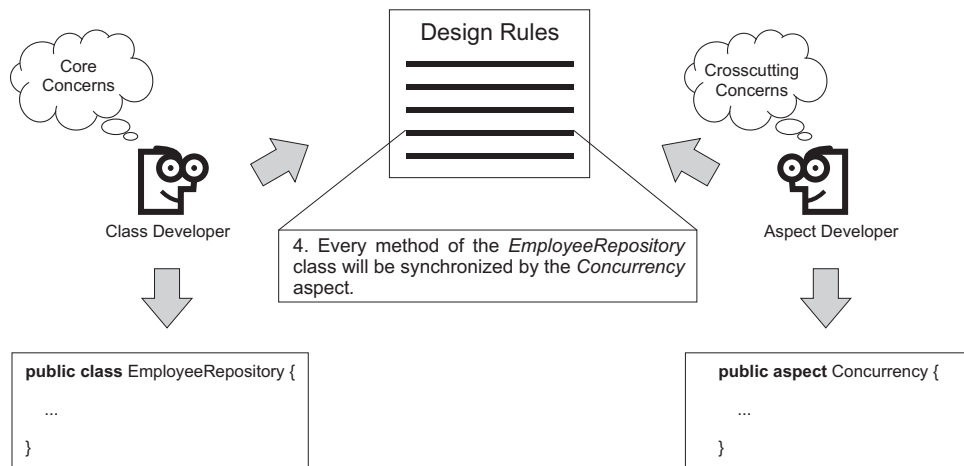 Design Rules
Core
Concerns
Crosscutting
Concerns
Class Developer
Aspect Developer
4. Every method of the EmployeeRepository
class will be synchronized by the Concurrency
aspect.
public class EmployeeRepository {
...
}
public aspect Concurrency {
...
}